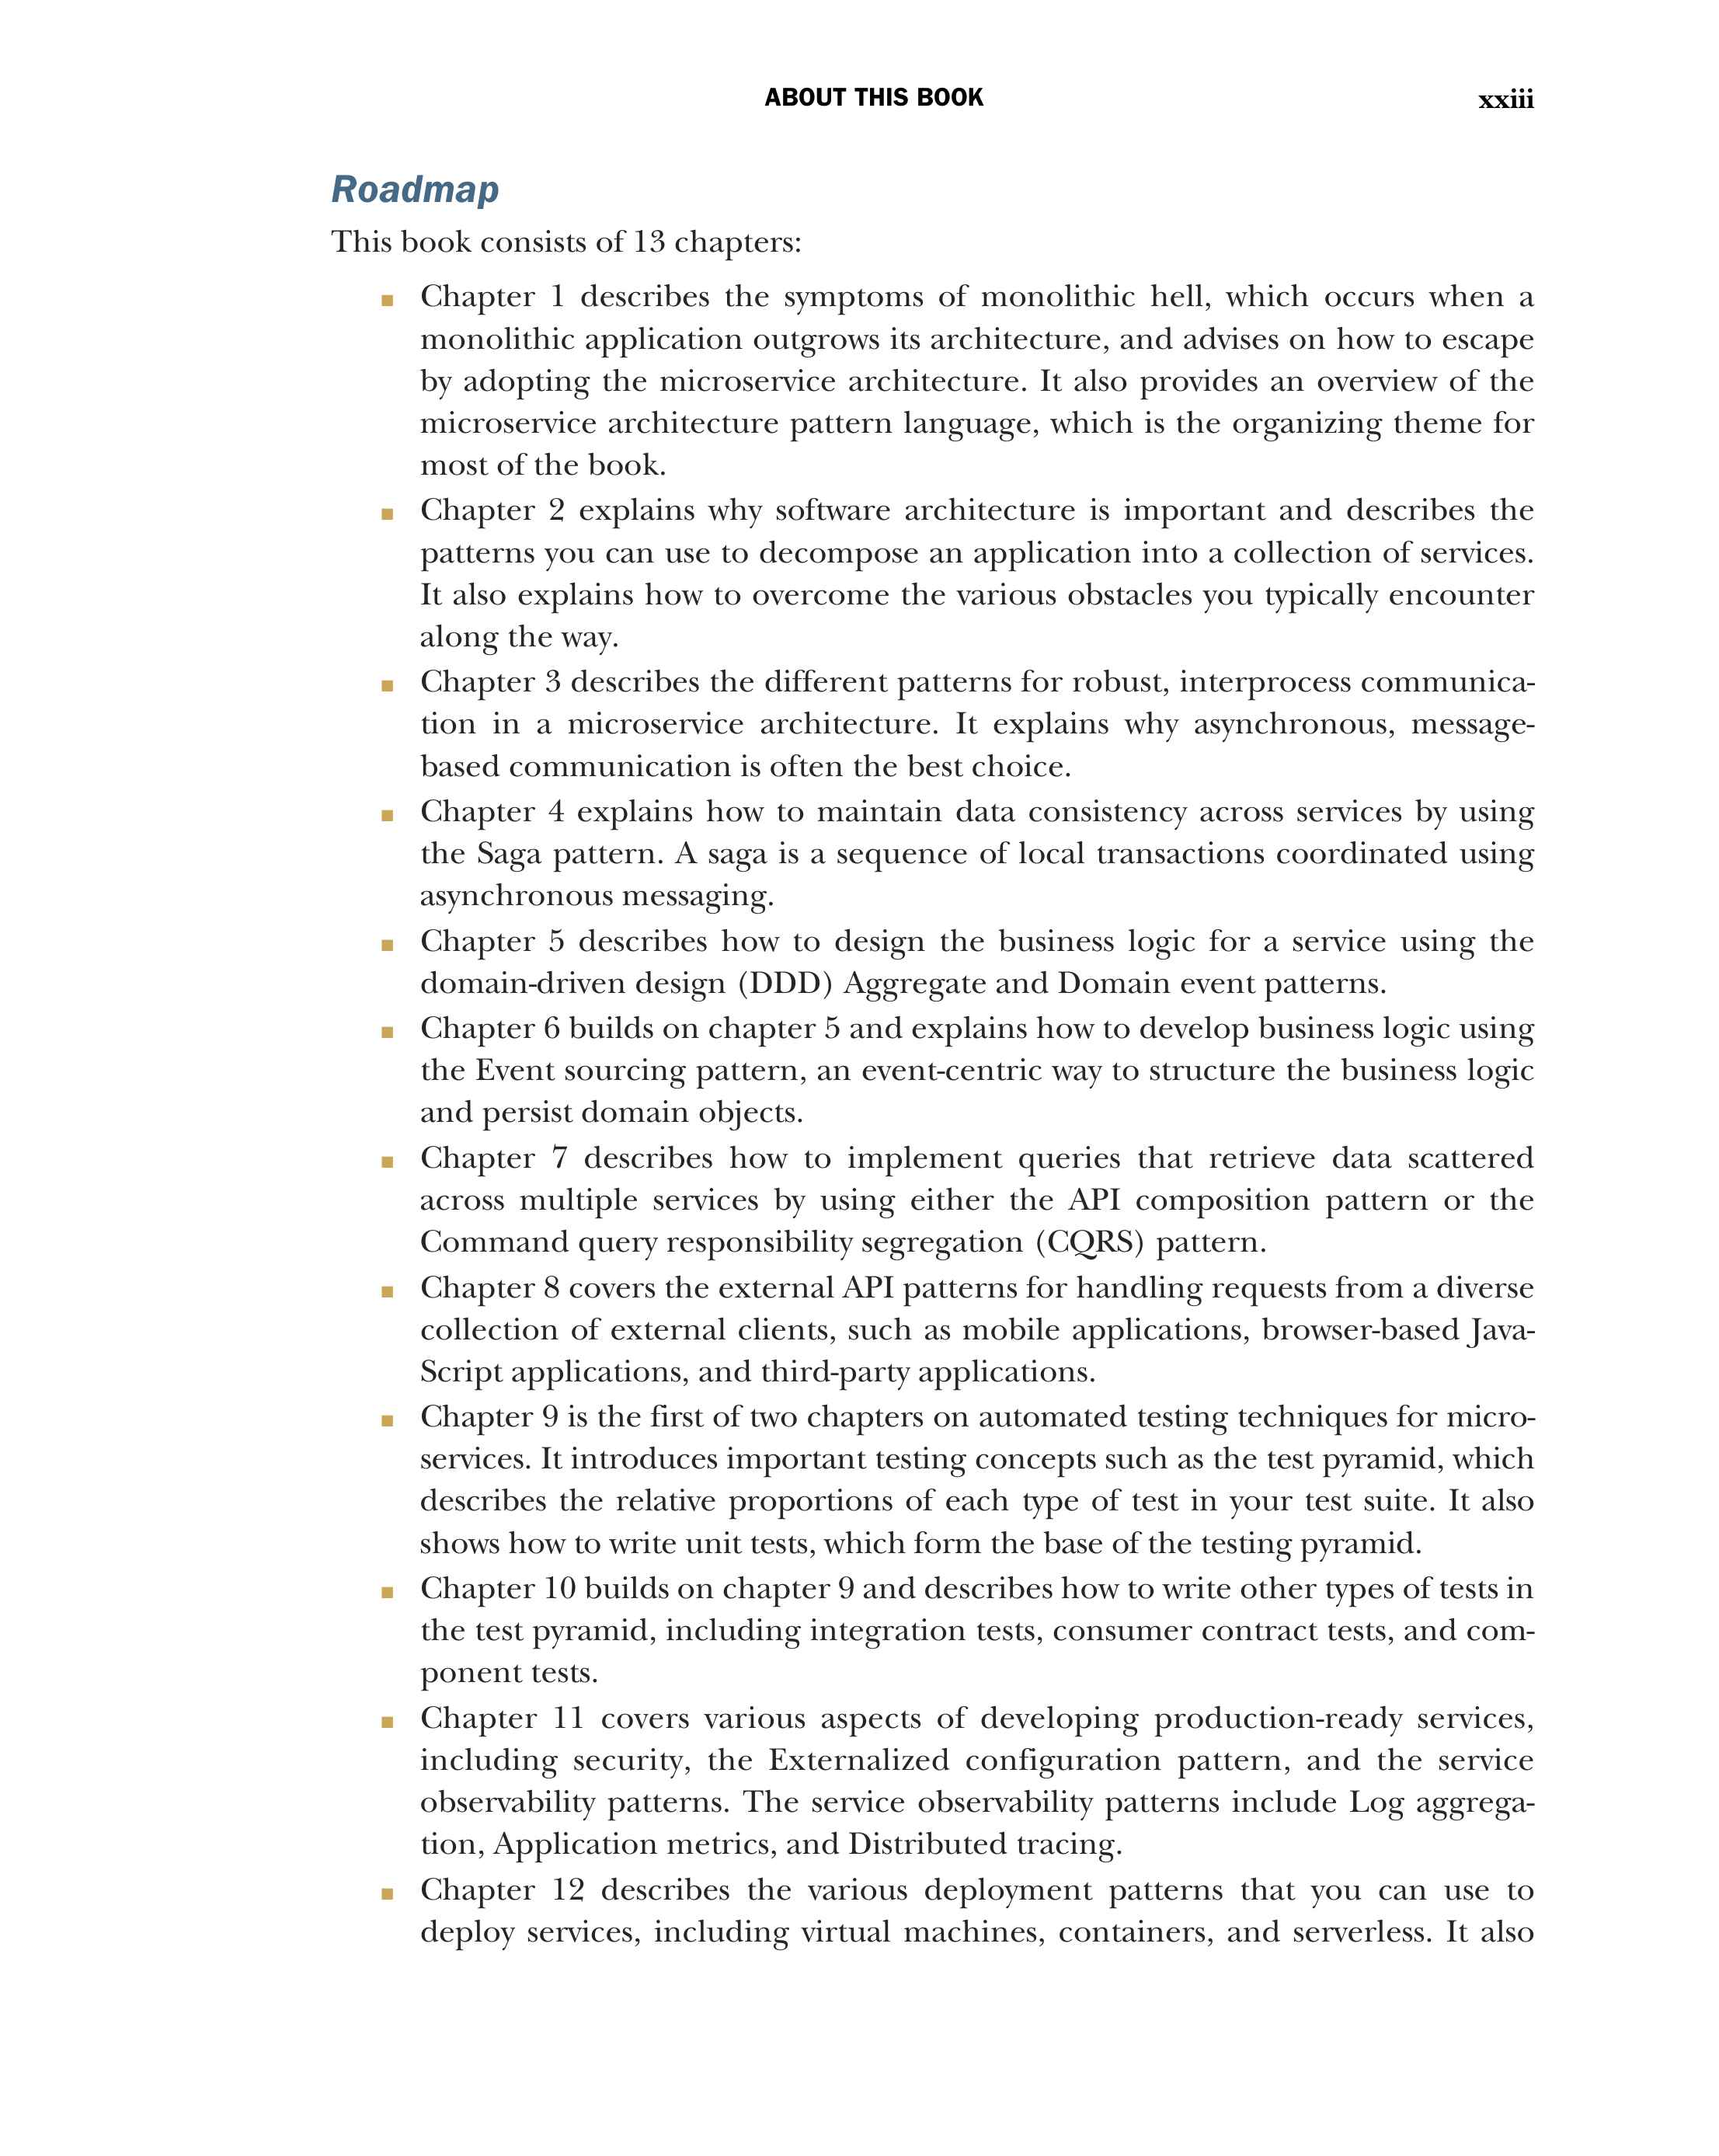 ABOUT THIS BOOK
xxiii
Roadmap
This book consists of 13 chapters:
■ Chapter 1 describes the symptoms of monolithic hell, which occurs when a
monolithic application outgrows its architecture, and advises on how to escape
by adopting the microservice architecture. It also provides an overview of the
microservice architecture pattern language, which is the organizing theme for
most of the book.
■ Chapter 2 explains why software architecture is important and describes the
patterns you can use to decompose an application into a collection of services.
It also explains how to overcome the various obstacles you typically encounter
along the way.
■ Chapter 3 describes the different patterns for robust, interprocess communica-
tion in a microservice architecture. It explains why asynchronous, message-
based communication is often the best choice.
■ Chapter 4 explains how to maintain data consistency across services by using
the Saga pattern. A saga is a sequence of local transactions coordinated using
asynchronous messaging.
■ Chapter 5 describes how to design the business logic for a service using the
domain-driven design (DDD) Aggregate and Domain event patterns.
■ Chapter 6 builds on chapter 5 and explains how to develop business logic using
the Event sourcing pattern, an event-centric way to structure the business logic
and persist domain objects.
■ Chapter 7 describes how to implement queries that retrieve data scattered
across multiple services by using either the API composition pattern or the
Command query responsibility segregation (CQRS) pattern.
■ Chapter 8 covers the external API patterns for handling requests from a diverse
collection of external clients, such as mobile applications, browser-based Java-
Script applications, and third-party applications.
■ Chapter 9 is the first of two chapters on automated testing techniques for micro-
services. It introduces important testing concepts such as the test pyramid, which
describes the relative proportions of each type of test in your test suite. It also
shows how to write unit tests, which form the base of the testing pyramid.
■ Chapter 10 builds on chapter 9 and describes how to write other types of tests in
the test pyramid, including integration tests, consumer contract tests, and com-
ponent tests.
■ Chapter 11 covers various aspects of developing production-ready services,
including security, the Externalized configuration pattern, and the service
observability patterns. The service observability patterns include Log aggrega-
tion, Application metrics, and Distributed tracing.
■ Chapter 12 describes the various deployment patterns that you can use to
deploy services, including virtual machines, containers, and serverless. It also